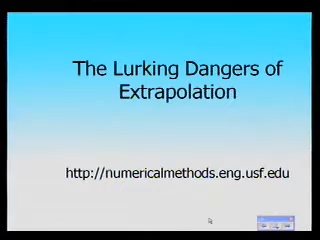 The Lurking Dangers of
Extrapolation
http://numericalmethods.eng.usf.edu